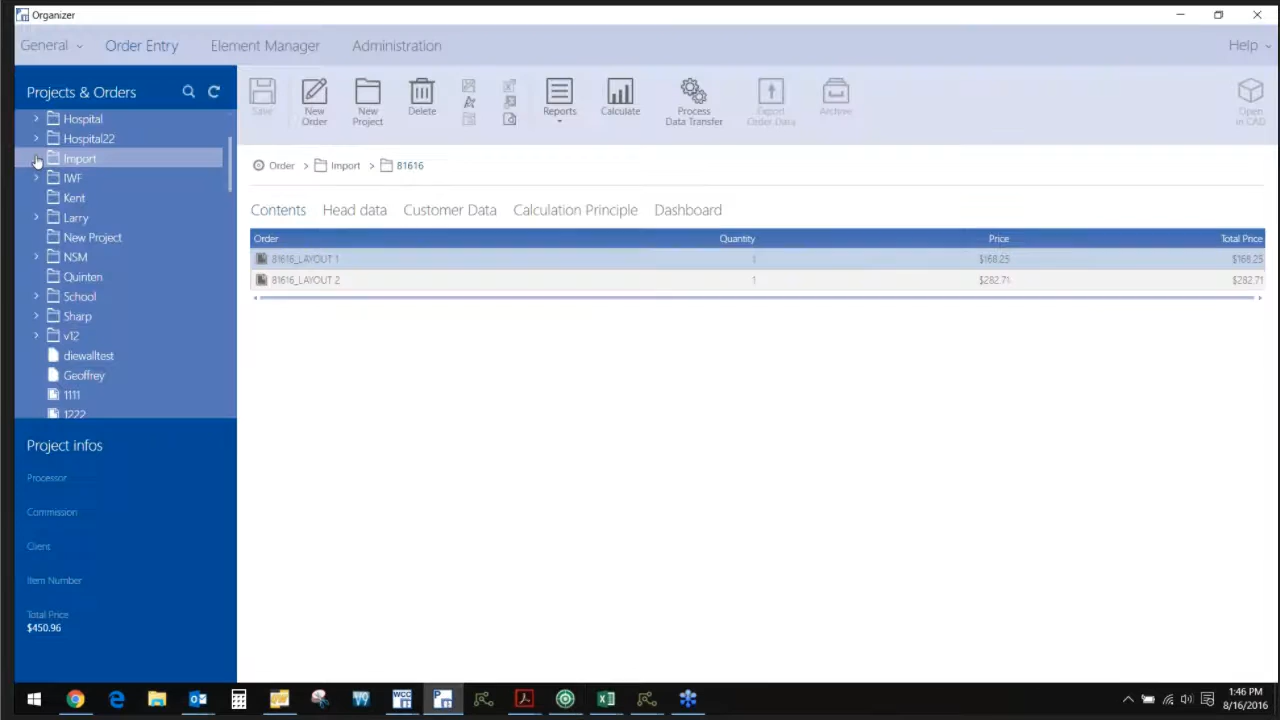 Organizer
General Order Entry Element Manager Administration Help
Projects & Orders
Save New Order New Project Delete Reports Calculate Process Data Transfer Export Order Data Archive Open in CAD
Hospital
Hospital22
Import
IWF
Kent
Larry
New Project
NSM
Quinten
School
Sharp
v12
diewalltest
Geoffrey
1111
1222
Order > Import > 81616
Contents Head data Customer Data Calculation Principle Dashboard
Order Quantity Price Total Price
81616_LAYOUT 1 1 $168.25 $168.25
81616_LAYOUT 2 1 $282.71 $282.71
Project infos
Processor
Commission
Client
Item Number
Total Price
$450.96
1:46 PM
8/16/2016